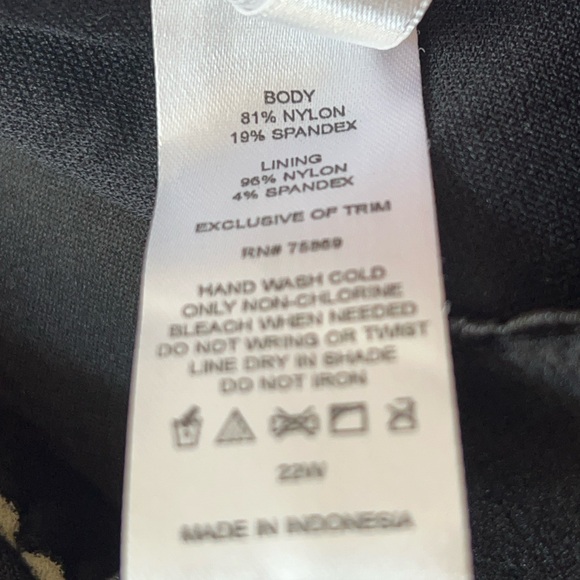 BODY
81% NYLON
19% SPANDEX
LINING
96% NYLON
4% SPANDEX
EXCLUSIVE OF TRIM
RN# 75869
HAND WASH COLD
ONLY NON-CHLORINE
BLEACH WHEN NEEDED
DO NOT WRING OR TWIST
LINE DRY IN SHADE
DO NOT IRON
22W
MADE IN INDONESIA